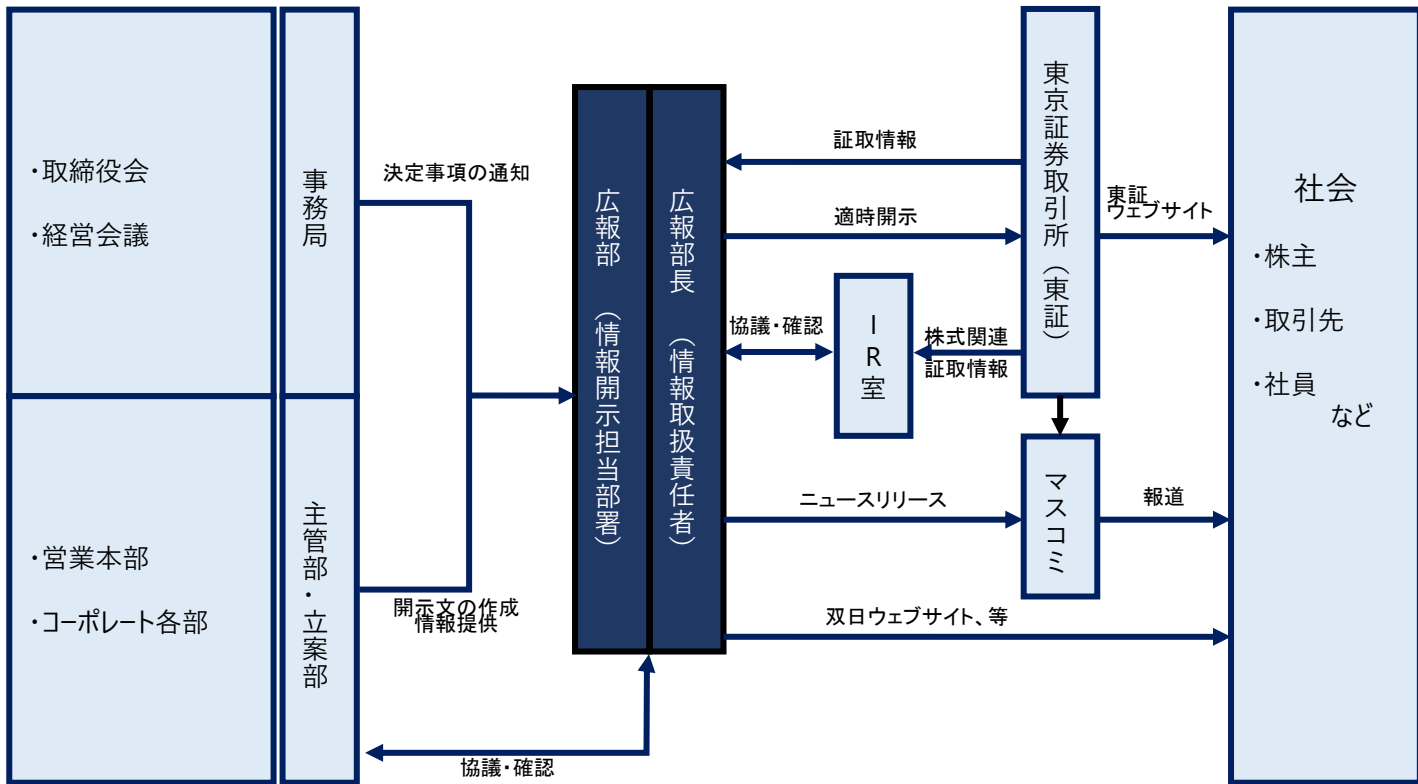 ・取締役会
・経営会議
事務局
・営業本部
・コーポレート各部
主管部・立案部
決定事項の通知
開示文の作成
情報提供
協議・確認
広報部 (情報開示担当部署)
広報部長 (情報取扱責任者)
証取情報
適時開示
協議・確認
IR室
株式関連
証取情報
ニュースリリース
双日ウェブサイト、等
東京証券取引所(東証)
マスコミ
東証
ウェブサイト
報道
社会
・株主
・取引先
・社員
など